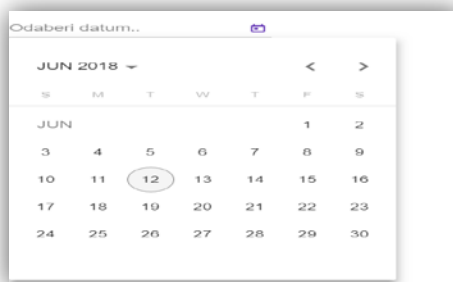 Odaberi datum..
JUN 2018
S M T W T F S
JUN 1 2
3 4 5 6 7 8 9
10 11 12 13 14 15 16
17 18 19 20 21 22 23
24 25 26 27 28 29 30